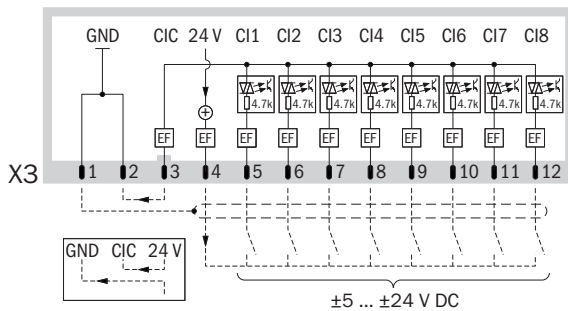 GND CIC 24 V CI1 CI2 CI3 CI4 CI5 CI6 CI7 CI8
4.7k 4.7k 4.7k 4.7k 4.7k 4.7k 4.7k 4.7k
EF EF EF EF EF EF EF EF EF EF
X3 1 2 3 4 5 6 7 8 9 10 11 12
GND CIC 24 V
±5 ... ±24 V DC